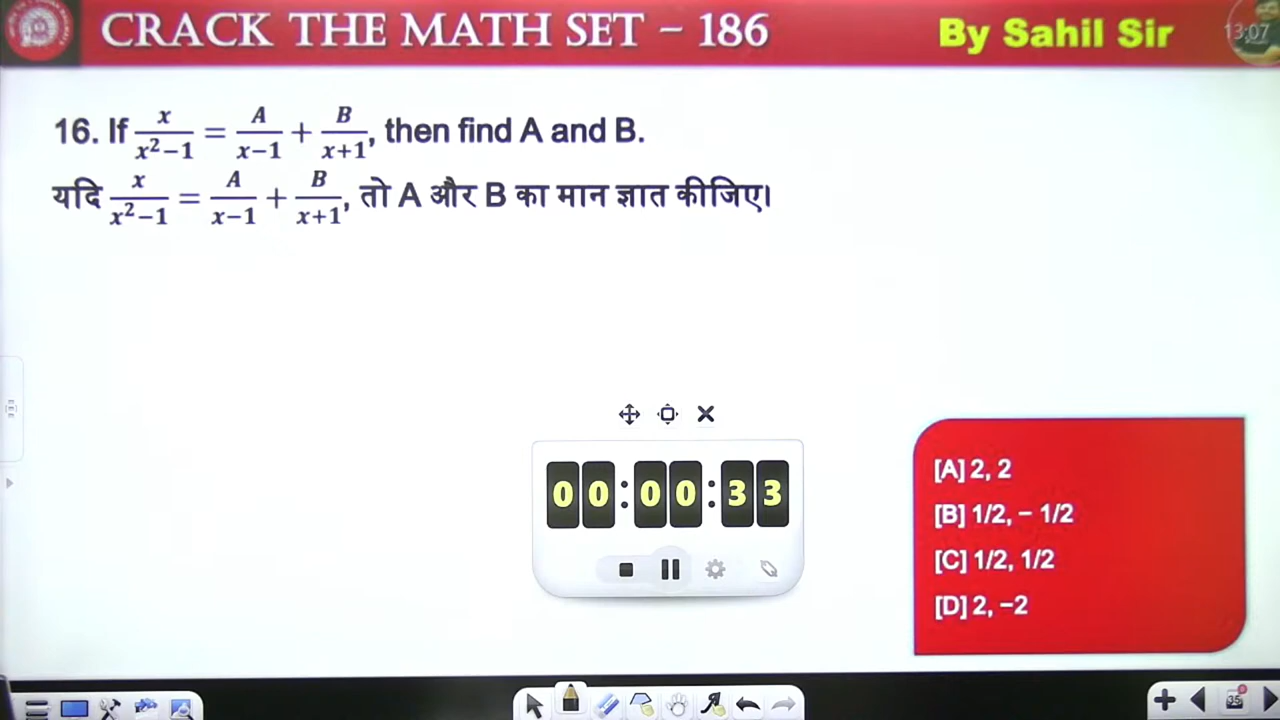 CRACK THE MATH SET – 186
By Sahil Sir
13:07
16. If x/(x²−1) = A/(x−1) + B/(x+1), then find A and B.
यदि x/(x²−1) = A/(x−1) + B/(x+1), तो A और B का मान ज्ञात कीजिए।
00:00:33
[A] 2, 2
[B] 1/2, − 1/2
[C] 1/2, 1/2
[D] 2, −2